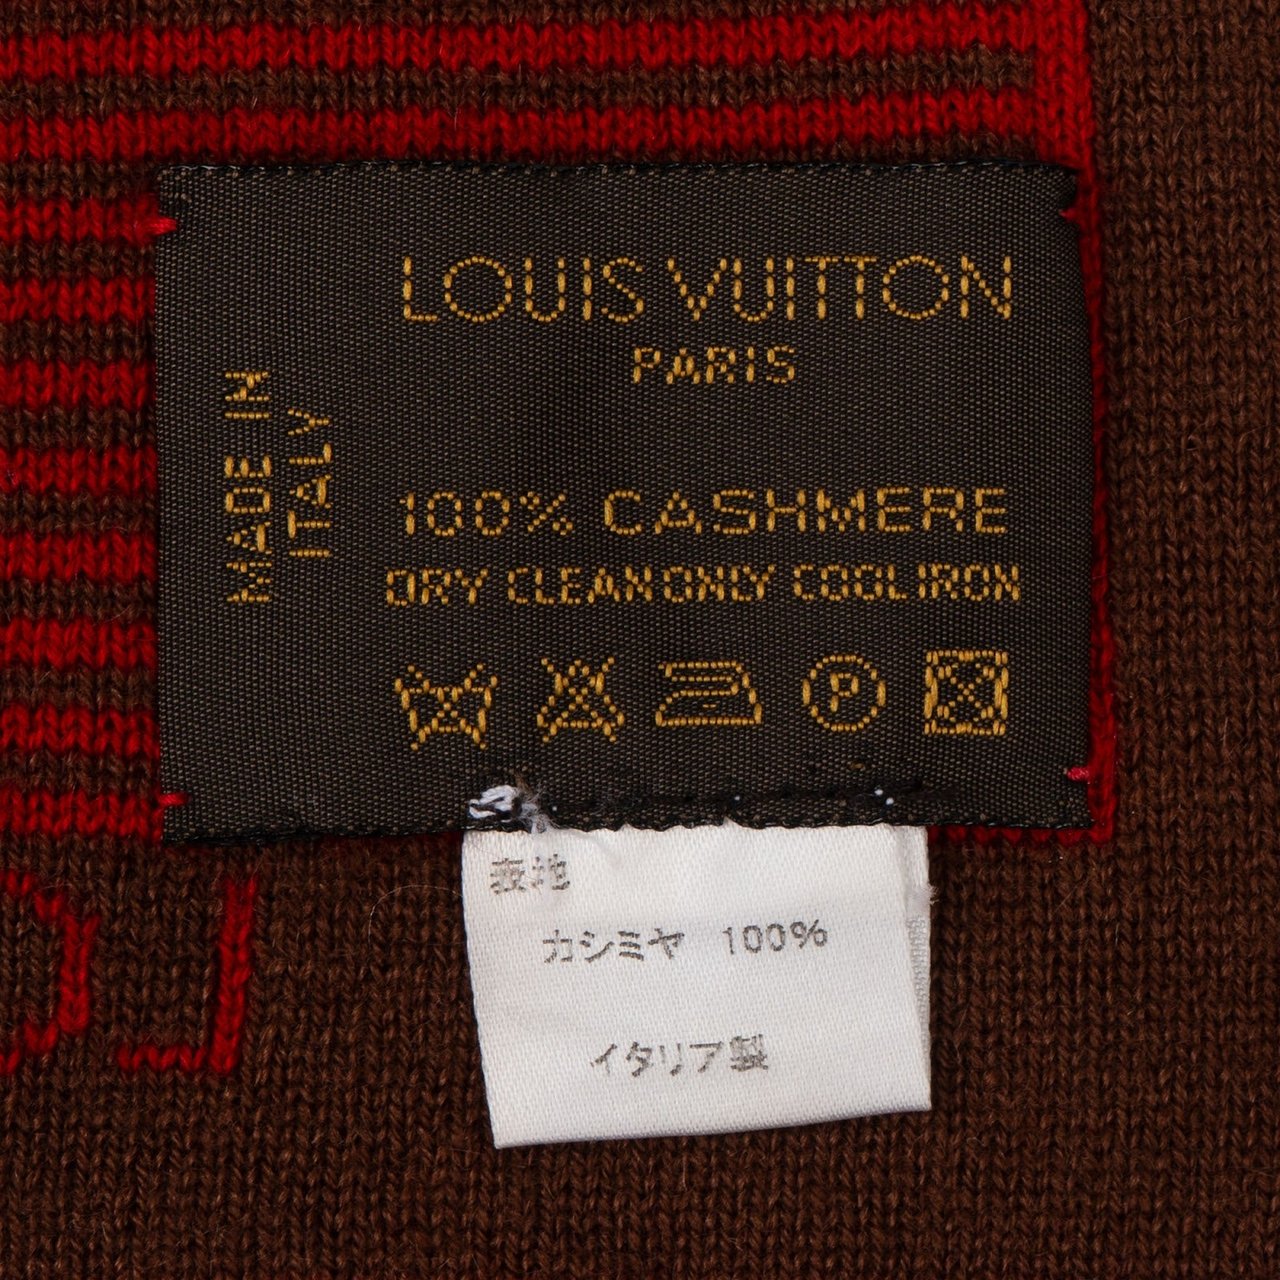 LOUIS VUITTON
PARIS
MADE IN
ITALY
100% CASHMERE
DRY CLEAN ONLY COOL IRON
P
表地
カシミヤ 100%
イタリア製